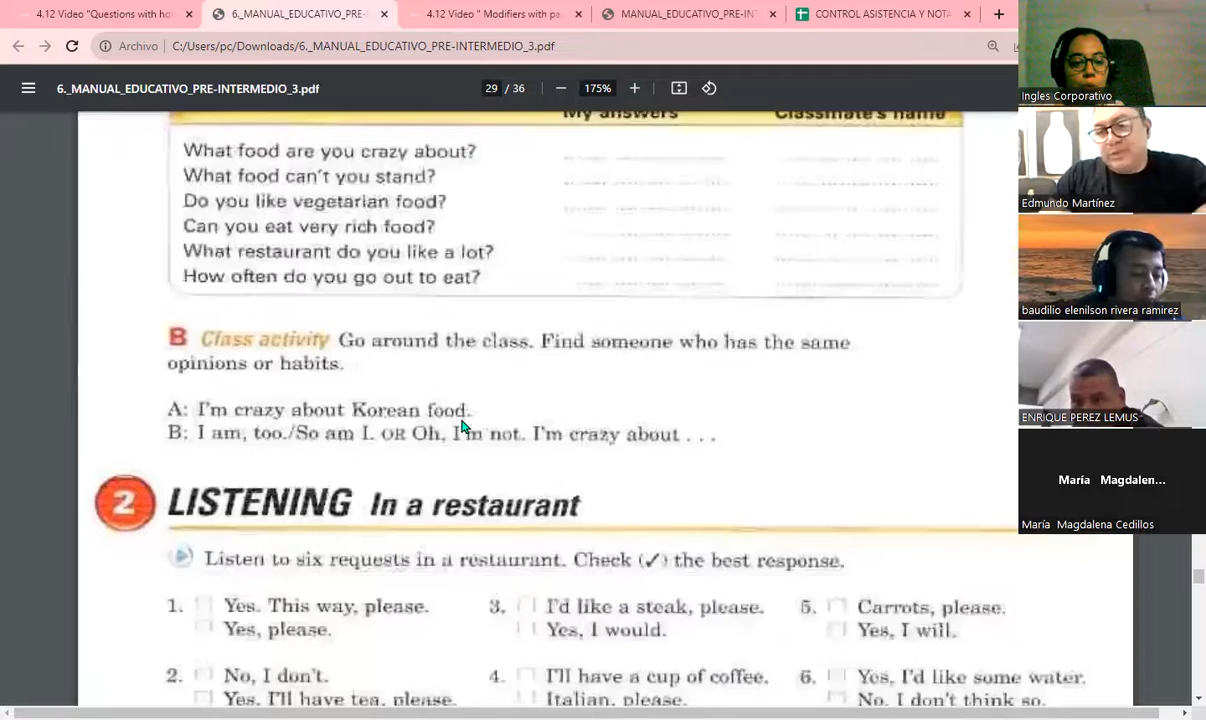 4.12 Video "Questions with ho
6._MANUAL_EDUCATIVO_PRE-
4.12 Video " Modifiers with pa
MANUAL_EDUCATIVO_PRE-INT
CONTROL ASISTENCIA Y NOTA
Archivo
C:/Users/pc/Downloads/6._MANUAL_EDUCATIVO_PRE-INTERMEDIO_3.pdf
6._MANUAL_EDUCATIVO_PRE-INTERMEDIO_3.pdf
29 / 36
175%
My answers Classmate's name
What food are you crazy about?
What food can't you stand?
Do you like vegetarian food?
Can you eat very rich food?
What restaurant do you like a lot?
How often do you go out to eat?
B Class activity Go around the class. Find someone who has the same
opinions or habits.
A: I'm crazy about Korean food.
B: I am, too./So am I. OR Oh, I'm not. I'm crazy about . . .
2 LISTENING In a restaurant
Listen to six requests in a restaurant. Check (✓) the best response.
1. Yes. This way, please.
Yes, please.
2. No, I don't.
Yes, I'll have tea, please.
3. I'd like a steak, please.
Yes, I would.
4. I'll have a cup of coffee.
Italian, please.
5. Carrots, please.
Yes, I will.
6. Yes, I'd like some water.
No, I don't think so.
Ingles Corporativo
Edmundo Martínez
baudilio elenilson rivera ramirez
ENRIQUE PEREZ LEMUS
María Magdalen...
María Magdalena Cedillos